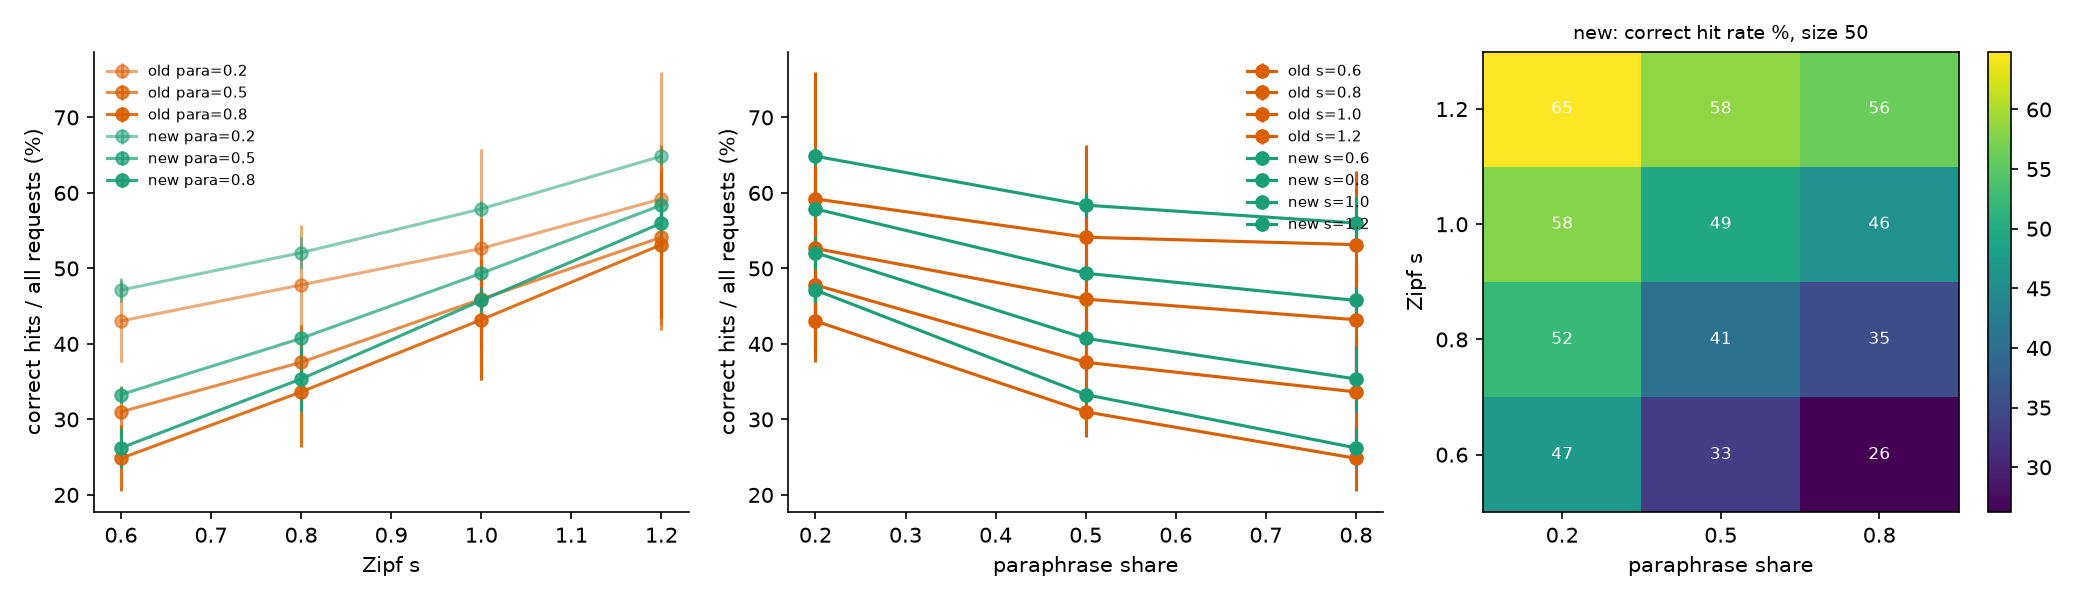 correct hits / all requests (%)
70
60
50
40
30
20
old para=0.2
old para=0.5
old para=0.8
new para=0.2
new para=0.5
new para=0.8
0.6 0.7 0.8 0.9 1.0 1.1 1.2
Zipf s
correct hits / all requests (%)
70
60
50
40
30
20
old s=0.6
old s=0.8
old s=1.0
old s=1.2
new s=0.6
new s=0.8
new s=1.0
new s=1.2
0.2 0.3 0.4 0.5 0.6 0.7 0.8
paraphrase share
new: correct hit rate %, size 50
Zipf s
1.2 65 58 56
1.0 58 49 46
0.8 52 41 35
0.6 47 33 26
0.2 0.5 0.8
paraphrase share
60
55
50
45
40
35
30